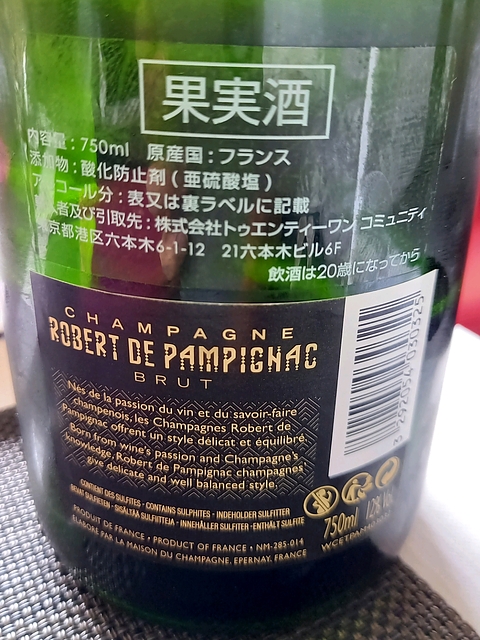 果実酒
内容量：750ml　原産国：フランス
添加物：酸化防止剤（亜硫酸塩）
アルコール分：表又は裏ラベルに記載
者及び引取先：株式会社トゥエンティーワン コミュニティ
京都港区六本木6-1-12　21六本木ビル6F
飲酒は20歳になってから
CHAMPAGNE
ROBERT DE PAMPIGNAC
BRUT
Nés de la passion du vin et du savoir-faire
champenois, les Champagnes Robert de
Pampignac offrent un style délicat et équilibré.
Born from wine's passion and Champagne's
knowledge, Robert de Pampignac champagnes
give delicate and well balanced style.
CONTIENT DES SULFITES • CONTAINS SULPHITES • INDEHOLDER SULFITTER
SISÄLTÄÄ SULFIITTEJA • INNEHÅLLER SULFITER • ENTHÄLT SULFITE
PRODUIT DE FRANCE • PRODUCT OF FRANCE • NM-285-014
ELABORÉ PAR LA MAISON DU CHAMPAGNE, EPERNAY, FRANCE
750ml 12% Vol.
3 292054 030325